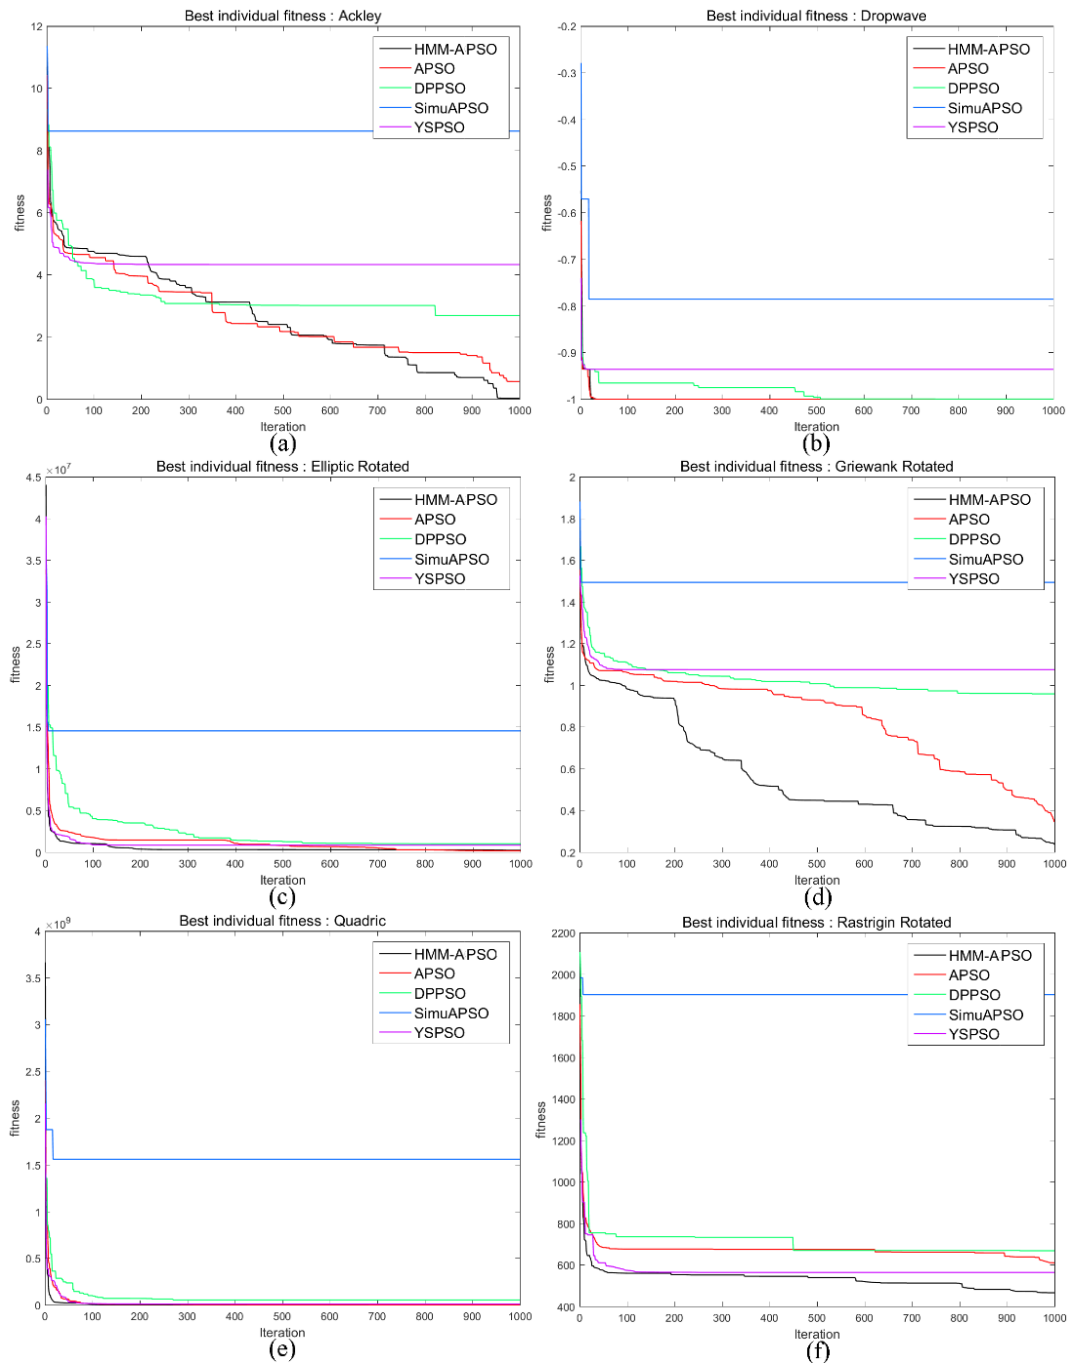 Best individual fitness : Ackley
12
10
8
6
4
2
0
fitness
HMM-APSO
APSO
DPPSO
SimuAPSO
YSPSO
0 100 200 300 400 500 600 700 800 900 1000
Iteration
(a)
Best individual fitness : Dropwave
-0.2
-0.3
-0.4
-0.5
-0.6
-0.7
-0.8
-0.9
-1
fitness
HMM-APSO
APSO
DPPSO
SimuAPSO
YSPSO
0 100 200 300 400 500 600 700 800 900 1000
Iteration
(b)
Best individual fitness : Elliptic Rotated
×10⁷
4.5
4
3.5
3
2.5
2
1.5
1
0.5
0
fitness
HMM-APSO
APSO
DPPSO
SimuAPSO
YSPSO
0 100 200 300 400 500 600 700 800 900 1000
Iteration
(c)
Best individual fitness : Griewank Rotated
2
1.8
1.6
1.4
1.2
1
0.8
0.6
0.4
0.2
fitness
HMM-APSO
APSO
DPPSO
SimuAPSO
YSPSO
0 100 200 300 400 500 600 700 800 900 1000
Iteration
(d)
Best individual fitness : Quadric
×10⁹
4
3.5
3
2.5
2
1.5
1
0.5
0
fitness
HMM-APSO
APSO
DPPSO
SimuAPSO
YSPSO
0 100 200 300 400 500 600 700 800 900 1000
Iteration
(e)
Best individual fitness : Rastrigin Rotated
2200
2000
1800
1600
1400
1200
1000
800
600
400
fitness
HMM-APSO
APSO
DPPSO
SimuAPSO
YSPSO
0 100 200 300 400 500 600 700 800 900 1000
Iteration
(f)